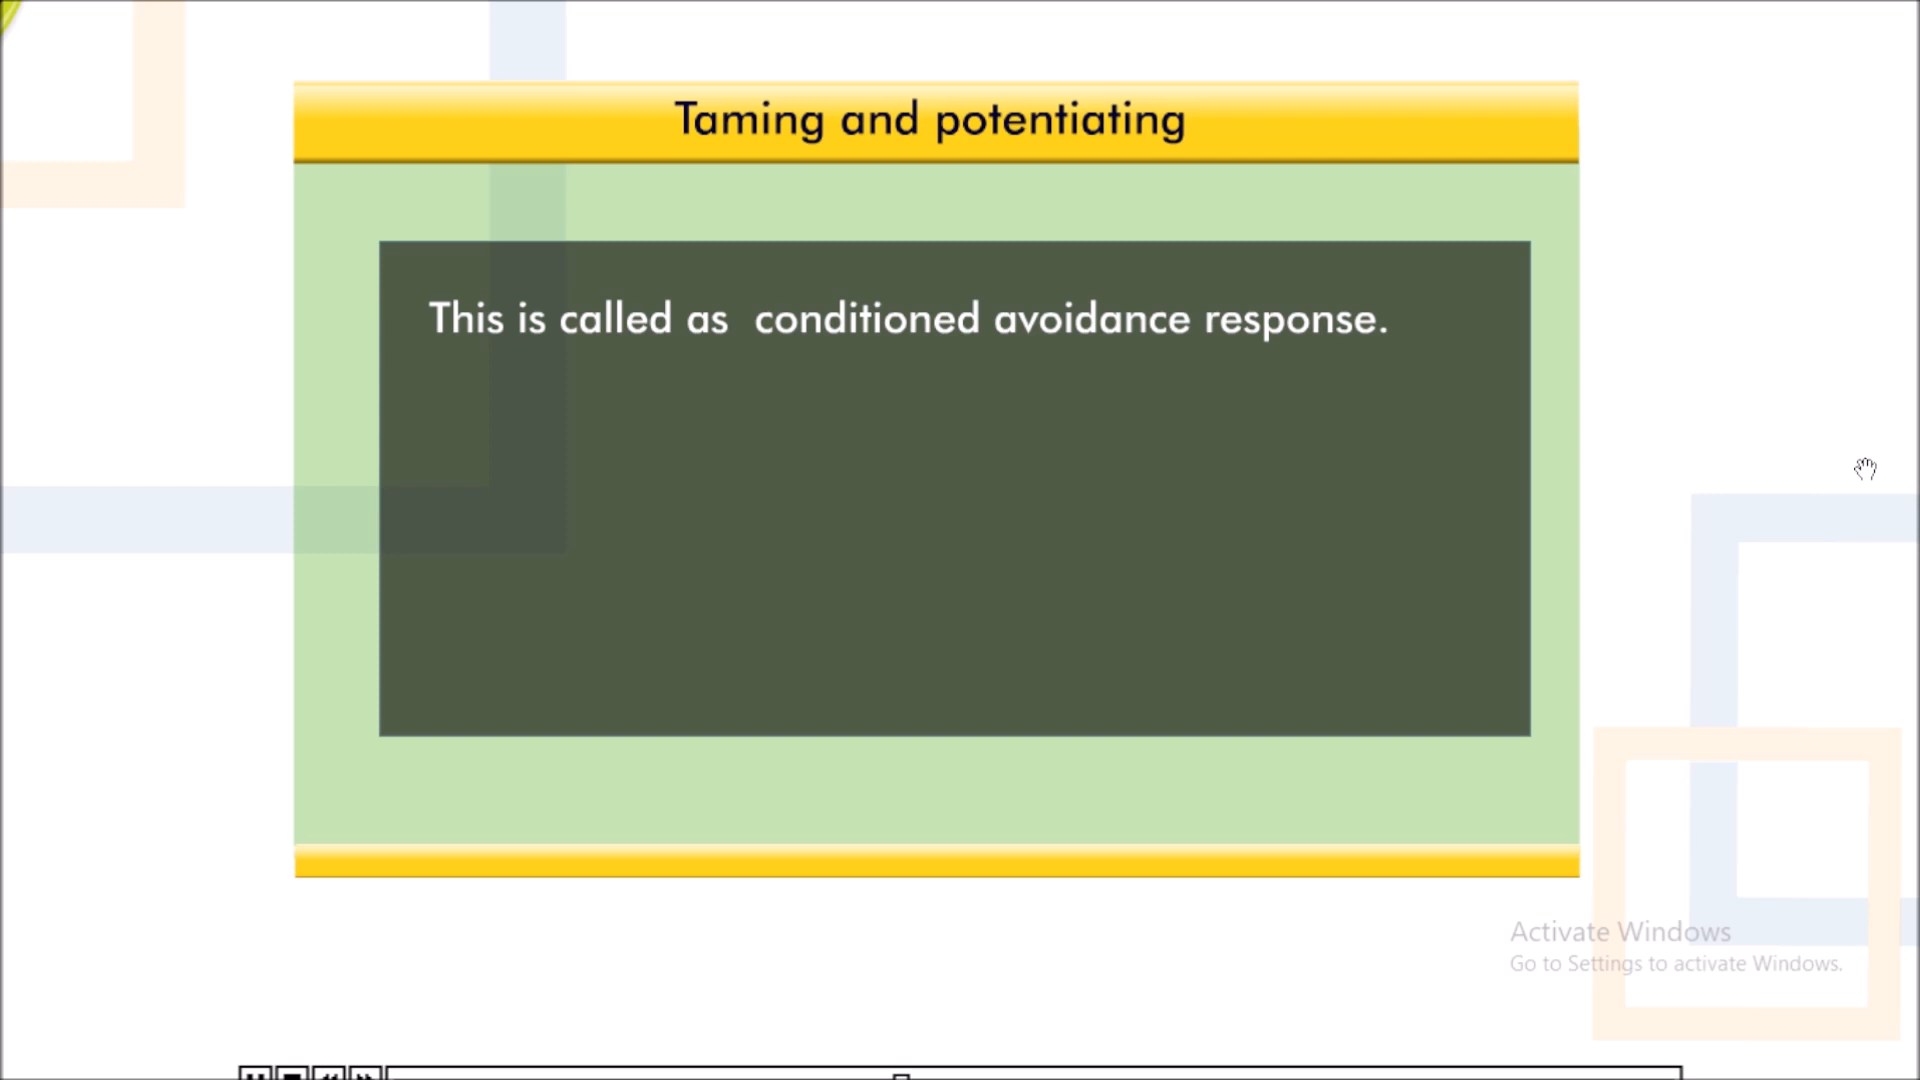 Taming and potentiating
This is called as  conditioned avoidance response.
Activate Windows
Go to Settings to activate Windows.